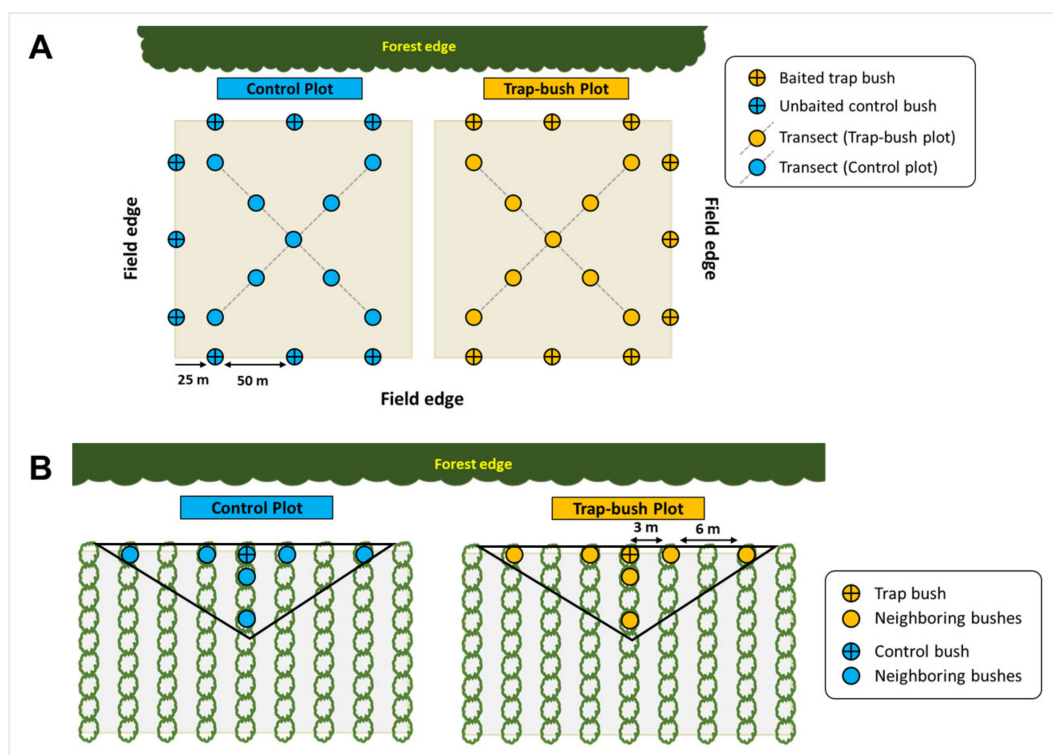 A
Forest edge
Control Plot
Trap-bush Plot
Baited trap bush
Unbaited control bush
Transect (Trap-bush plot)
Transect (Control plot)
Field edge
Field edge
25 m
50 m
Field edge
B
Forest edge
Control Plot
Trap-bush Plot
3 m
6 m
Trap bush
Neighboring bushes
Control bush
Neighboring bushes